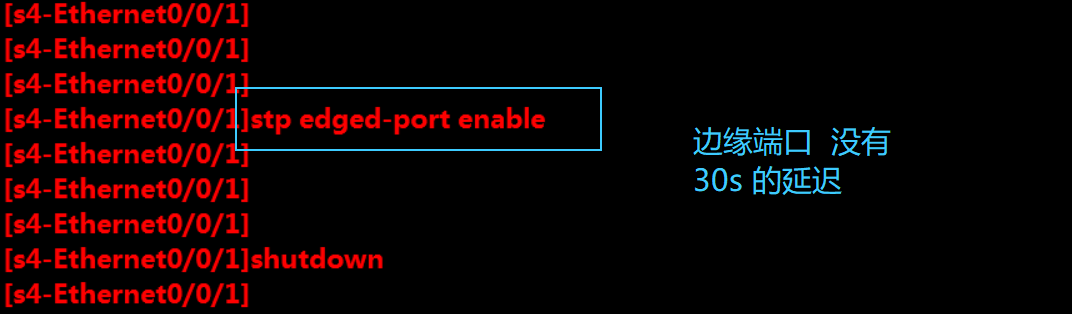 [s4-Ethernet0/0/1]
[s4-Ethernet0/0/1]
[s4-Ethernet0/0/1]
[s4-Ethernet0/0/1]stp edged-port enable
[s4-Ethernet0/0/1]
[s4-Ethernet0/0/1]
[s4-Ethernet0/0/1]
[s4-Ethernet0/0/1]shutdown
[s4-Ethernet0/0/1]
边缘端口 没有
30s 的延迟